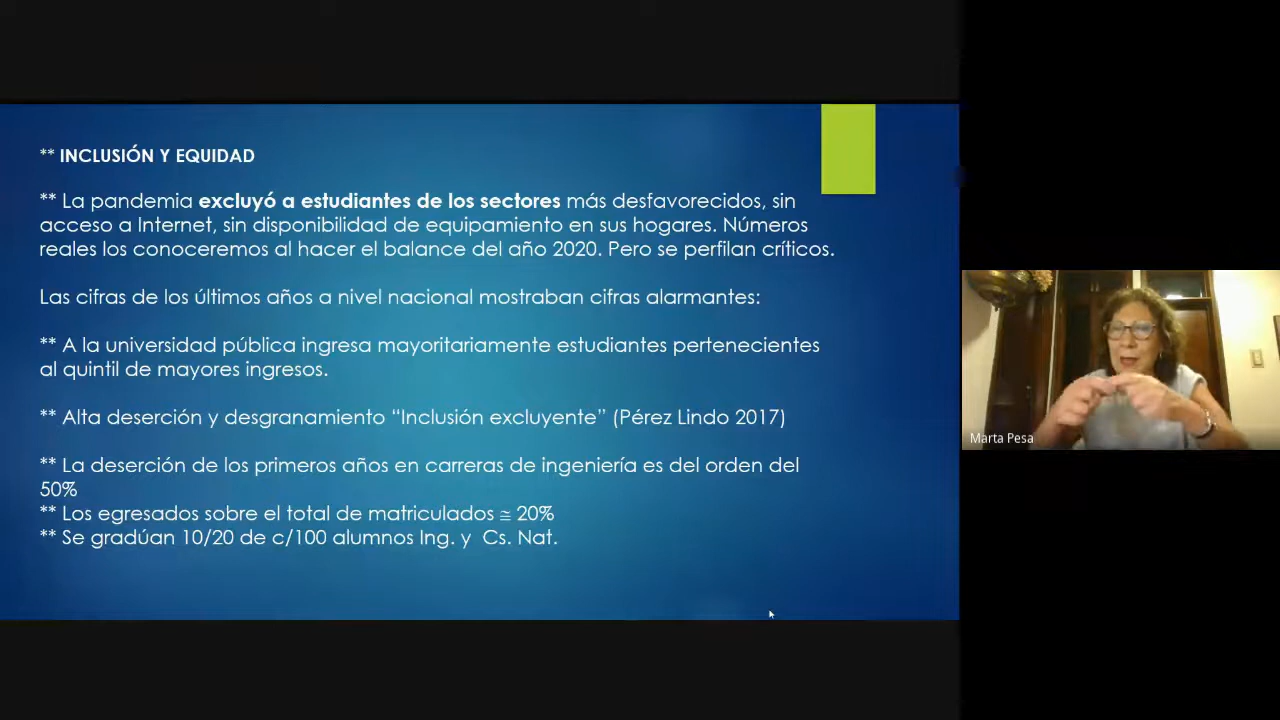 ** INCLUSIÓN Y EQUIDAD
** La pandemia excluyó a estudiantes de los sectores más desfavorecidos, sin
acceso a Internet, sin disponibilidad de equipamiento en sus hogares. Números
reales los conoceremos al hacer el balance del año 2020. Pero se perfilan críticos.
Las cifras de los últimos años a nivel nacional mostraban cifras alarmantes:
** A la universidad pública ingresa mayoritariamente estudiantes pertenecientes
al quintil de mayores ingresos.
** Alta deserción y desgranamiento “Inclusión excluyente” (Pérez Lindo 2017)
** La deserción de los primeros años en carreras de ingeniería es del orden del
50%
** Los egresados sobre el total de matriculados ≅ 20%
** Se gradúan 10/20 de c/100 alumnos Ing. y  Cs. Nat.
Marta Pesa